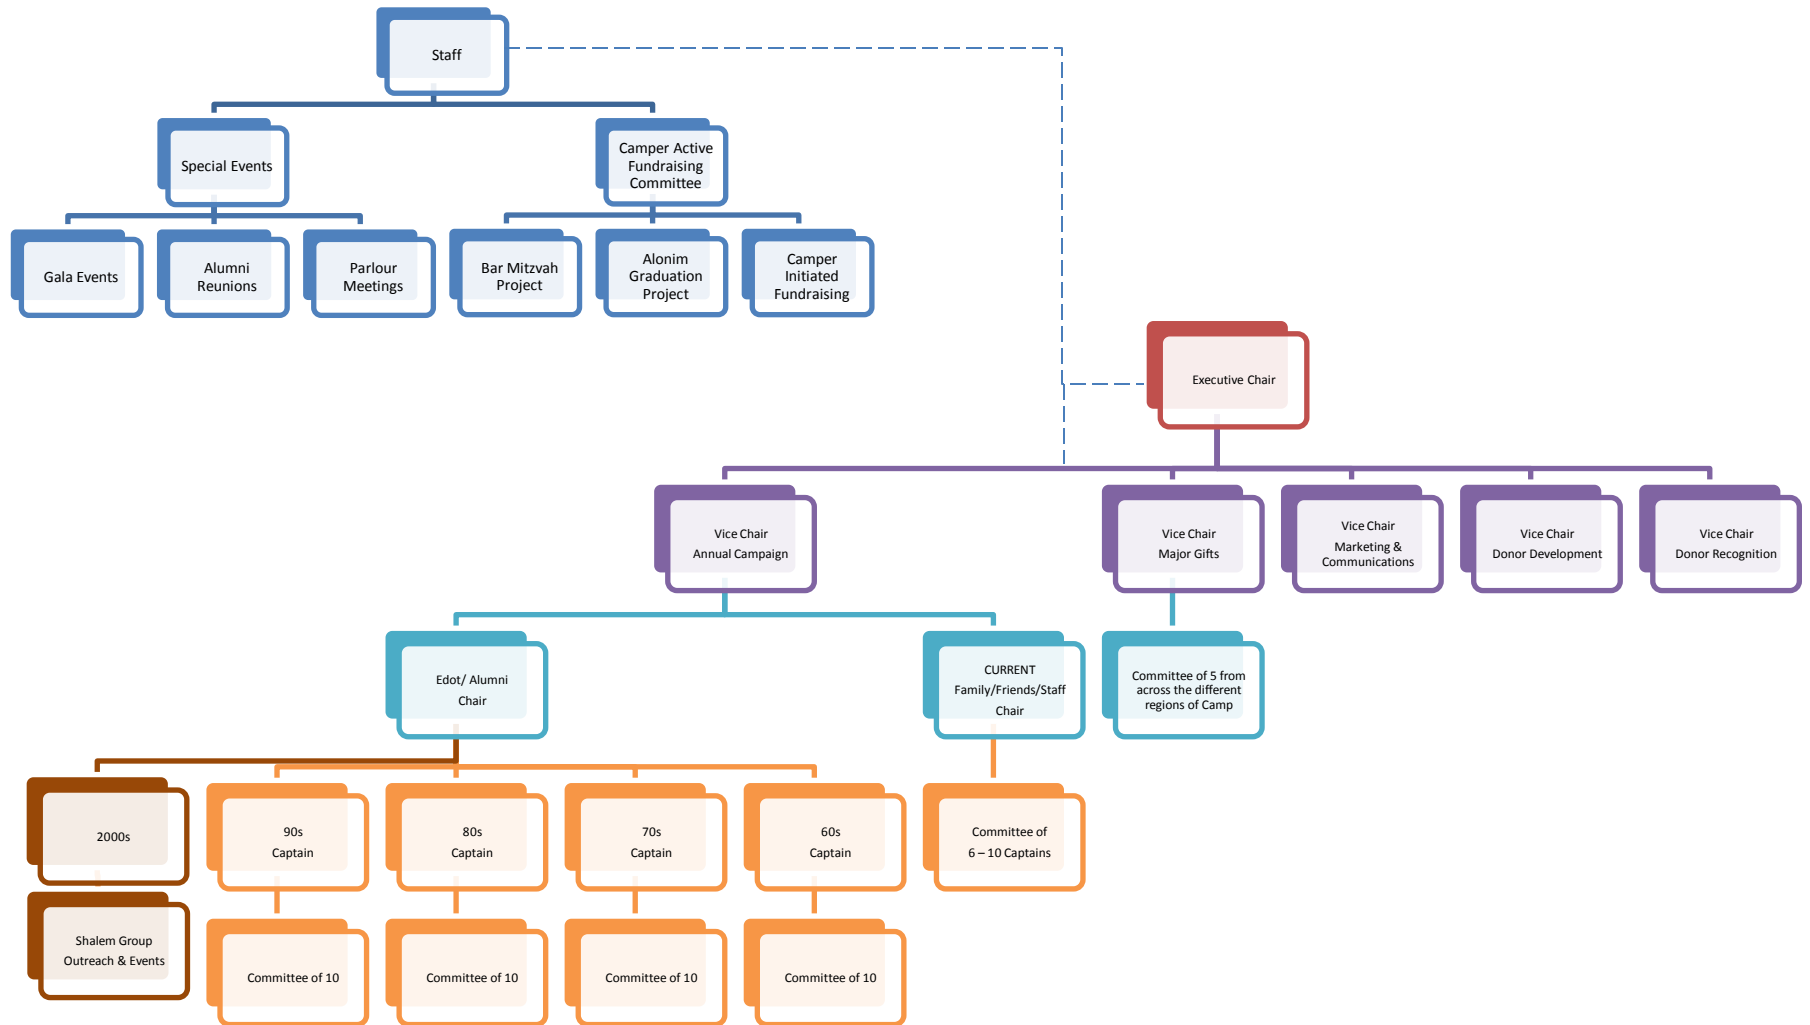 Staff
Special Events
Camper Active
Fundraising
Committee
Gala Events
Alumni
Reunions
Parlour
Meetings
Bar Mitzvah
Project
Alonim
Graduation
Project
Camper
Initiated
Fundraising
Executive Chair
Vice Chair
Annual Campaign
Vice Chair
Major Gifts
Vice Chair
Marketing &
Communications
Vice Chair
Donor Development
Vice Chair
Donor Recognition
Edot/ Alumni
Chair
CURRENT
Family/Friends/Staff
Chair
Committee of 5 from
across the different
regions of Camp
2000s
90s
Captain
80s
Captain
70s
Captain
60s
Captain
Committee of
6 – 10 Captains
Shalem Group
Outreach & Events
Committee of 10
Committee of 10
Committee of 10
Committee of 10